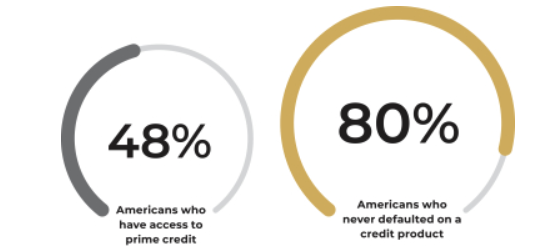 48%
Americans who
have access to
prime credit
80%
Americans who
never defaulted on a
credit product